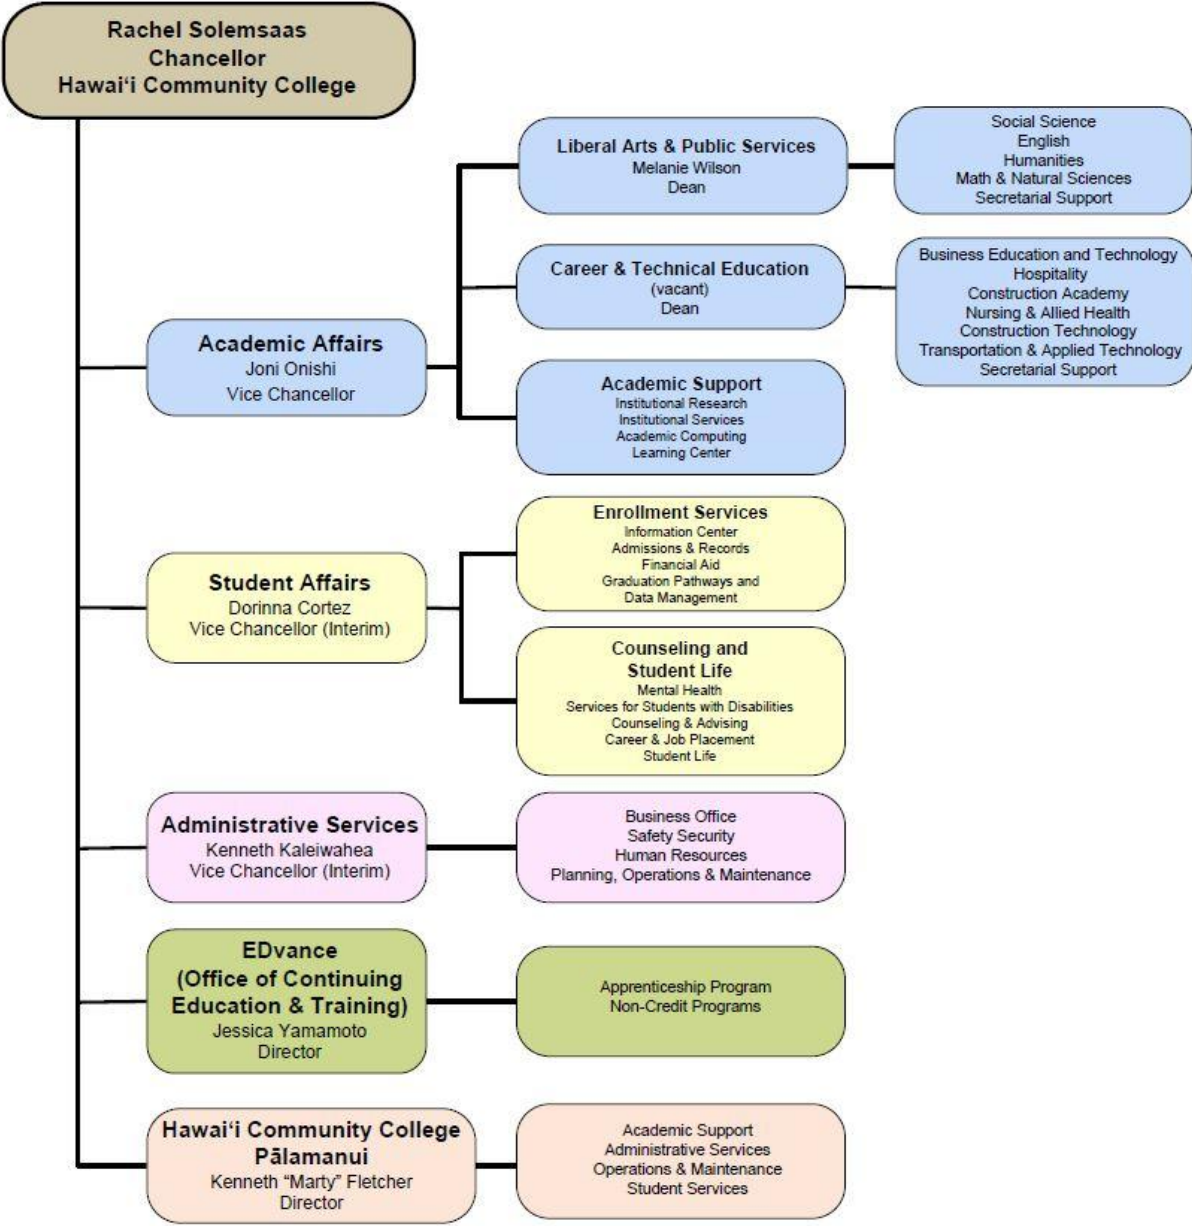 Rachel Solemsaas
Chancellor
Hawai‘i Community College
Academic Affairs
Joni Onishi
Vice Chancellor
Liberal Arts & Public Services
Melanie Wilson
Dean
Social Science
English
Humanities
Math & Natural Sciences
Secretarial Support
Career & Technical Education
(vacant)
Dean
Business Education and Technology
Hospitality
Construction Academy
Nursing & Allied Health
Construction Technology
Transportation & Applied Technology
Secretarial Support
Academic Support
Institutional Research
Institutional Services
Academic Computing
Learning Center
Student Affairs
Dorinna Cortez
Vice Chancellor (Interim)
Enrollment Services
Information Center
Admissions & Records
Financial Aid
Graduation Pathways and
Data Management
Counseling and
Student Life
Mental Health
Services for Students with Disabilities
Counseling & Advising
Career & Job Placement
Student Life
Administrative Services
Kenneth Kaleiwahea
Vice Chancellor (Interim)
Business Office
Safety Security
Human Resources
Planning, Operations & Maintenance
EDvance
(Office of Continuing
Education & Training)
Jessica Yamamoto
Director
Apprenticeship Program
Non-Credit Programs
Hawai‘i Community College
Pālamanui
Kenneth “Marty” Fletcher
Director
Academic Support
Administrative Services
Operations & Maintenance
Student Services